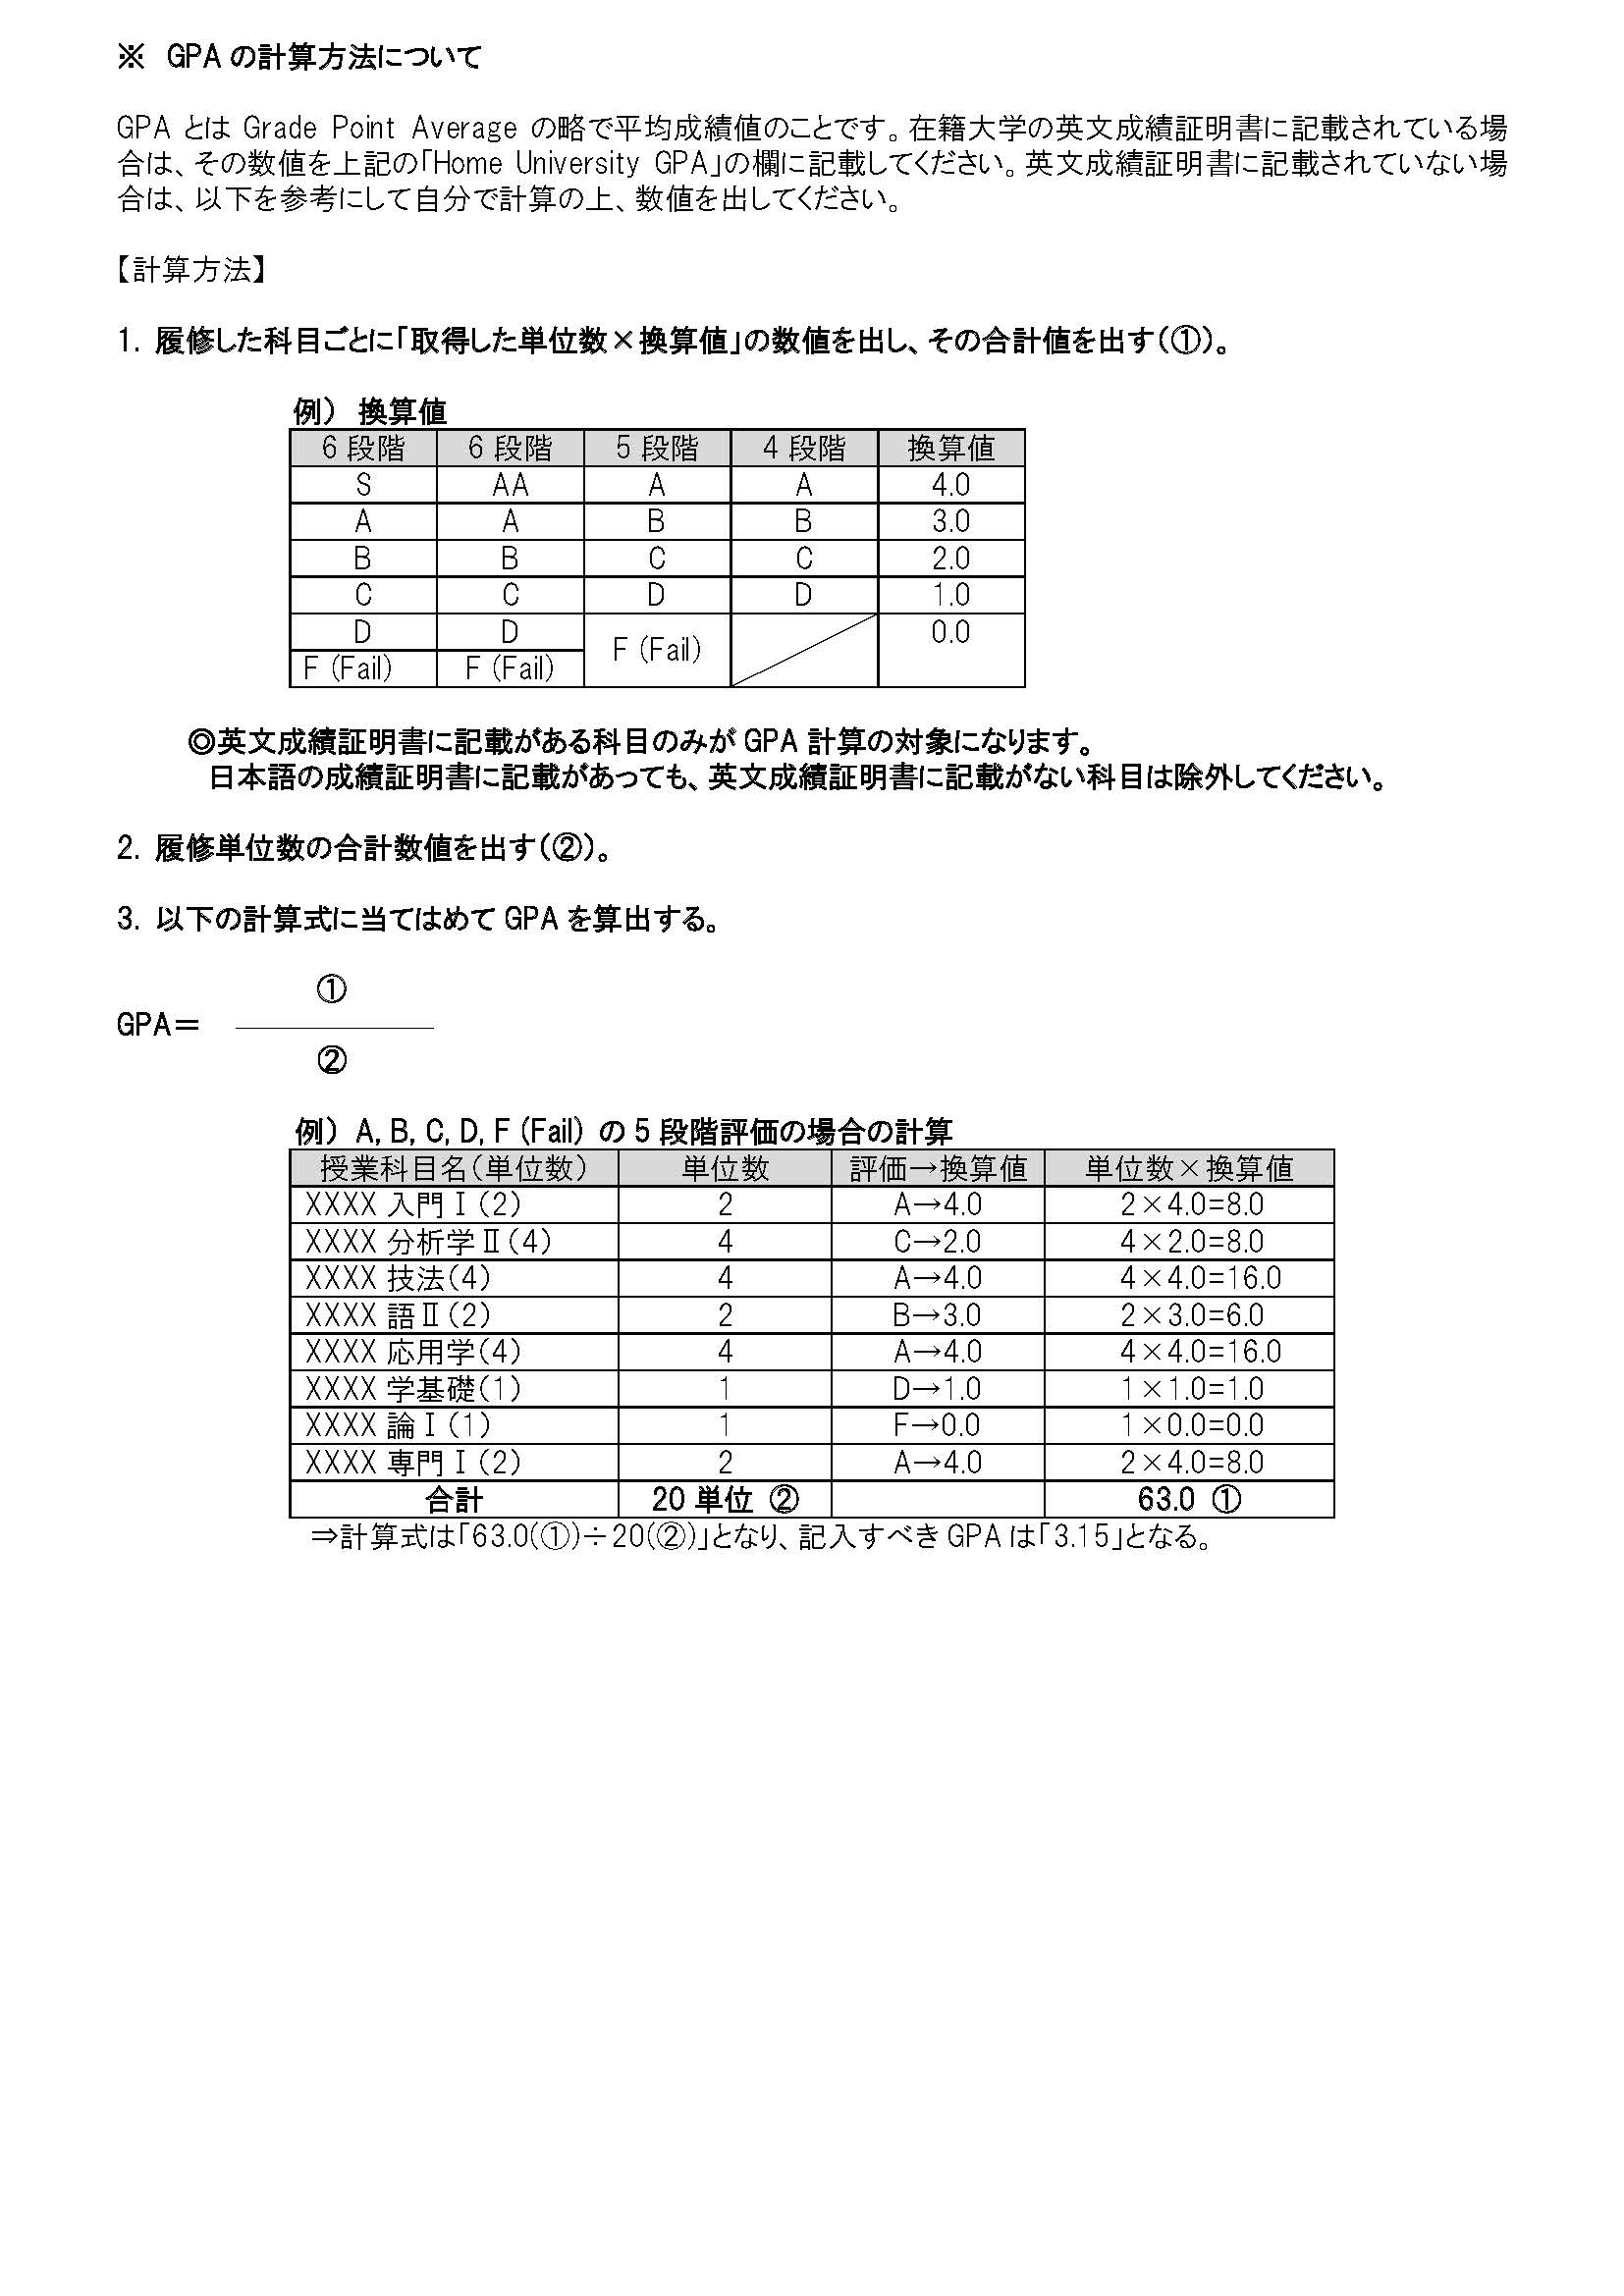 ※ GPA の計算方法について
GPA とは Grade Point Average の略で平均成績値のことです。在籍大学の英文成績証明書に記載されている場
合は、その数値を上記の「Home University GPA」の欄に記載してください。英文成績証明書に記載されていない場
合は、以下を参考にして自分で計算の上、数値を出してください。
【計算方法】
1. 履修した科目ごとに「取得した単位数×換算値」の数値を出し、その合計値を出す(①)。
例) 換算値
6 段階 6 段階 5 段階 4 段階 換算値
S AA A A 4.0
A A B B 3.0
B B C C 2.0
C C D D 1.0
D D F (Fail) 0.0
F (Fail) F (Fail)
◎英文成績証明書に記載がある科目のみが GPA 計算の対象になります。
日本語の成績証明書に記載があっても、英文成績証明書に記載がない科目は除外してください。
2. 履修単位数の合計数値を出す(②)。
3. 以下の計算式に当てはめて GPA を算出する。
①
GPA=
②
例) A, B, C, D, F (Fail) の 5 段階評価の場合の計算
授業科目名(単位数) 単位数 評価→換算値 単位数×換算値
XXXX 入門Ⅰ(2) 2 A→4.0 2×4.0=8.0
XXXX 分析学Ⅱ(4) 4 C→2.0 4×2.0=8.0
XXXX 技法(4) 4 A→4.0 4×4.0=16.0
XXXX 語Ⅱ(2) 2 B→3.0 2×3.0=6.0
XXXX 応用学(4) 4 A→4.0 4×4.0=16.0
XXXX 学基礎(1) 1 D→1.0 1×1.0=1.0
XXXX 論Ⅰ(1) 1 F→0.0 1×0.0=0.0
XXXX 専門Ⅰ(2) 2 A→4.0 2×4.0=8.0
合計 20 単位 ② 63.0 ①
⇒計算式は「63.0(①)÷20(②)」となり、記入すべき GPA は「3.15」となる。